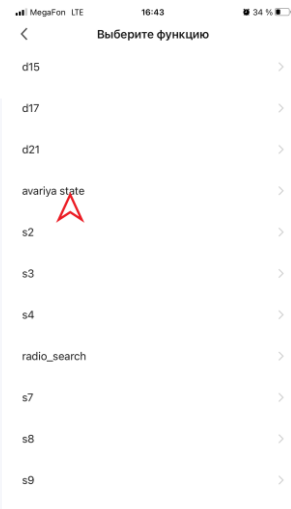 MegaFon LTE 16:43 34 %
Выберите функцию
d15
d17
d21
avariya state
s2
s3
s4
radio_search
s7
s8
s9